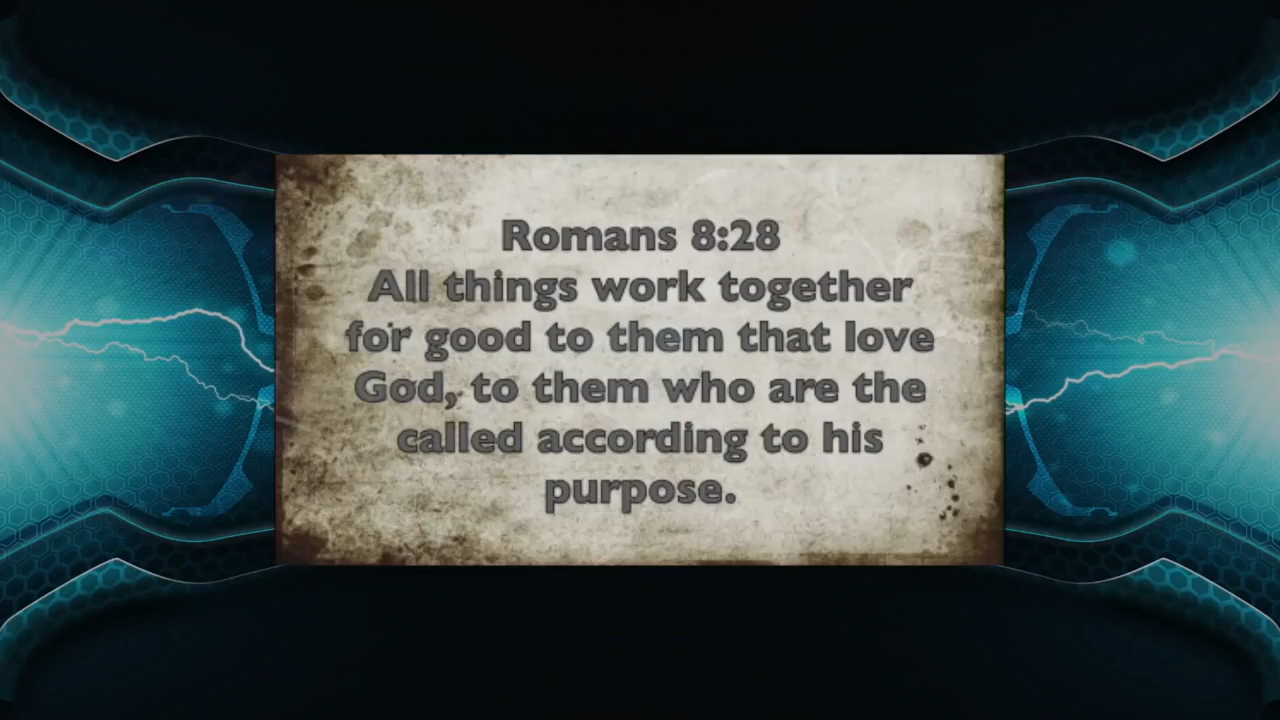 Romans 8:28
All things work together
for good to them that love
God, to them who are the
called according to his
purpose.